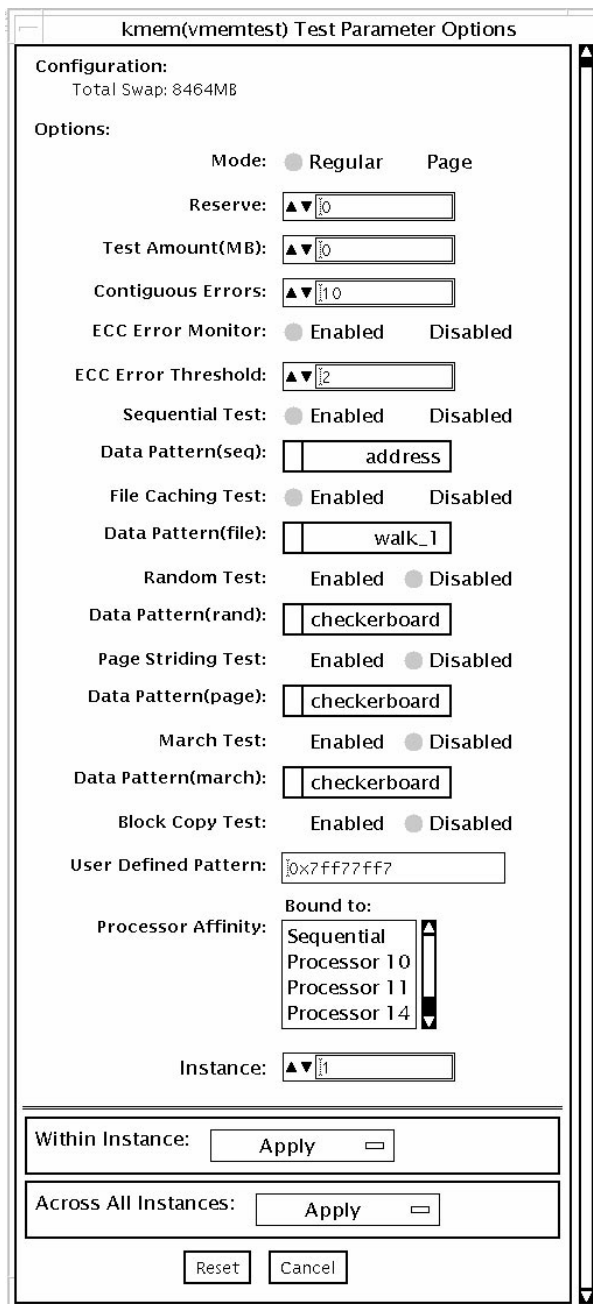 kmem(vmemtest) Test Parameter Options
Configuration:
Total Swap: 8464MB
Options:
Mode: Regular Page
Reserve: 0
Test Amount(MB): 0
Contiguous Errors: 10
ECC Error Monitor: Enabled Disabled
ECC Error Threshold: 2
Sequential Test: Enabled Disabled
Data Pattern(seq): address
File Caching Test: Enabled Disabled
Data Pattern(file): walk_1
Random Test: Enabled Disabled
Data Pattern(rand): checkerboard
Page Striding Test: Enabled Disabled
Data Pattern(page): checkerboard
March Test: Enabled Disabled
Data Pattern(march): checkerboard
Block Copy Test: Enabled Disabled
User Defined Pattern: 0x7ff77ff7
Bound to:
Processor Affinity: Sequential
Processor 10
Processor 11
Processor 14
Instance: 1
Within Instance: Apply
Across All Instances: Apply
Reset Cancel